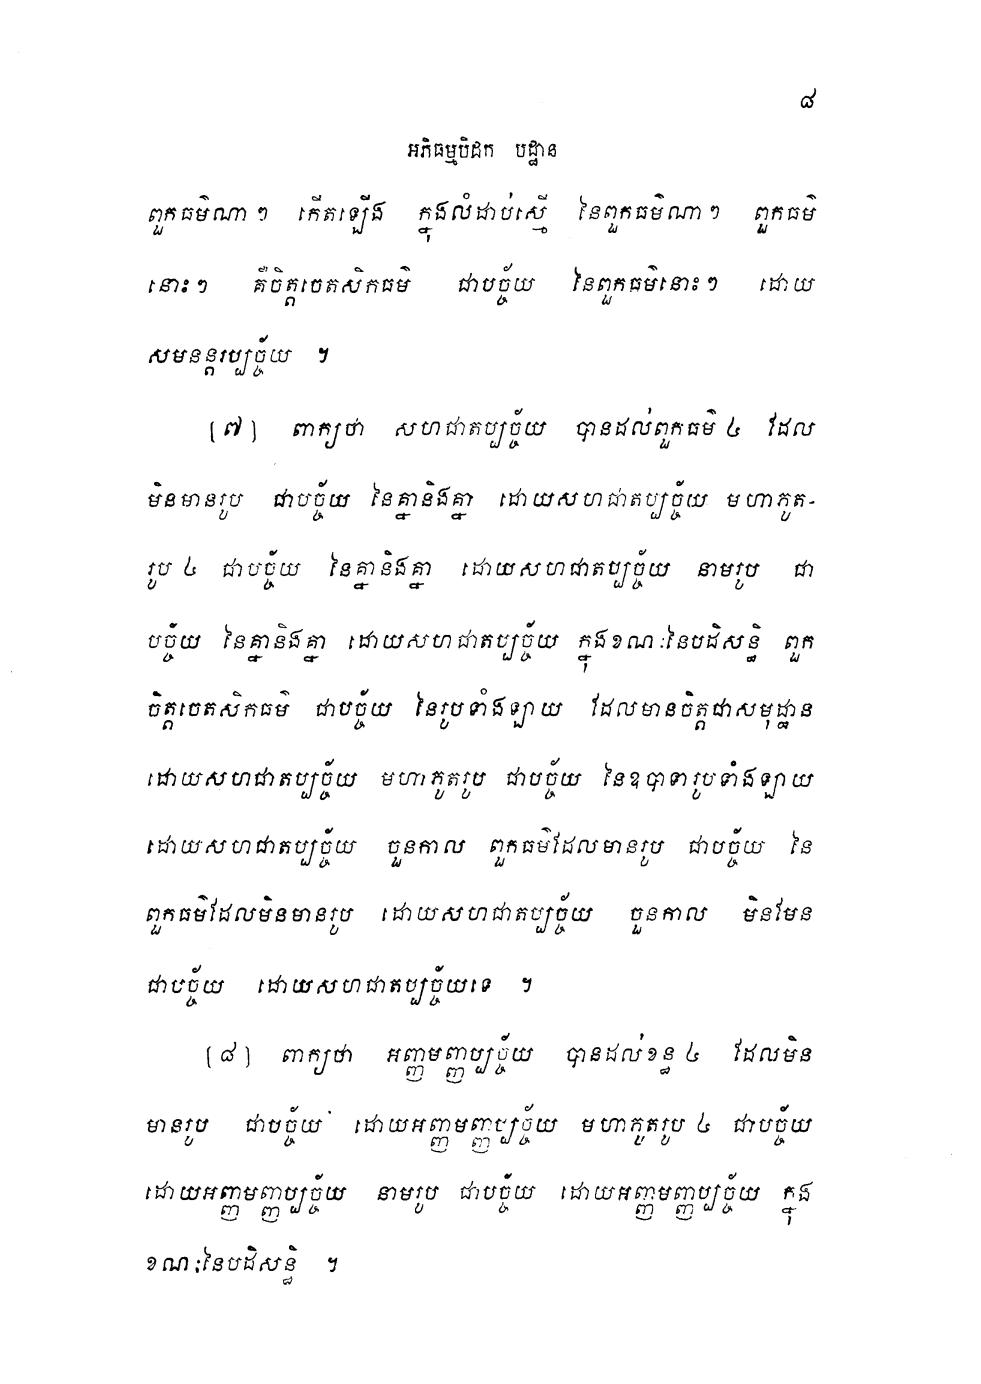 ៨
អភិធម្មបិដក បដ្ឋាន
ពួកធម៌ណាៗ កើតឡើង ក្នុងលំដាប់ស្មើ នៃពួកធម៌ណាៗ ពួកធម៌
នោះៗ គឺចិត្តចេតសិកធម៌ ជាបច្ច័យ នៃពួកធម៌នោះៗ ដោយ
សមនន្តរប្បច្ច័យ ។
(៧) ពាក្យថា សហជាតប្បច្ច័យ បានដល់ពួកធម៌ ៤ ដែល
មិនមានរូប ជាបច្ច័យ នៃគ្នានិងគ្នា ដោយសហជាតប្បច្ច័យ មហាភូត-
រូប ៤ ជាបច្ច័យ នៃគ្នានិងគ្នា ដោយសហជាតប្បច្ច័យ នាមរូប ជា
បច្ច័យ នៃគ្នានិងគ្នា ដោយសហជាតប្បច្ច័យ ក្នុងខណៈនៃបដិសន្ធិ ពួក
ចិត្តចេតសិកធម៌ ជាបច្ច័យ នៃរូបទាំងឡាយ ដែលមានចិត្តជាសមុដ្ឋាន
ដោយសហជាតប្បច្ច័យ មហាភូតរូប ជាបច្ច័យ នៃឧបាទារូបទាំងឡាយ
ដោយសហជាតប្បច្ច័យ ចួនកាល ពួកធម៌ដែលមានរូប ជាបច្ច័យ នៃ
ពួកធម៌ដែលមិនមានរូប ដោយសហជាតប្បច្ច័យ ចួនកាល មិនមែន
ជាបច្ច័យ ដោយសហជាតប្បច្ច័យទេ ។
(៨) ពាក្យថា អញ្ញមញ្ញប្បច្ច័យ បានដល់ខន្ធ ៤ ដែលមិន
មានរូប ជាបច្ច័យ ដោយអញ្ញមញ្ញប្បច្ច័យ មហាភូតរូប ៤ ជាបច្ច័យ
ដោយអញ្ញមញ្ញប្បច្ច័យ នាមរូប ជាបច្ច័យ ដោយអញ្ញមញ្ញប្បច្ច័យ ក្នុង
ខណៈនៃបដិសន្ធិ ។